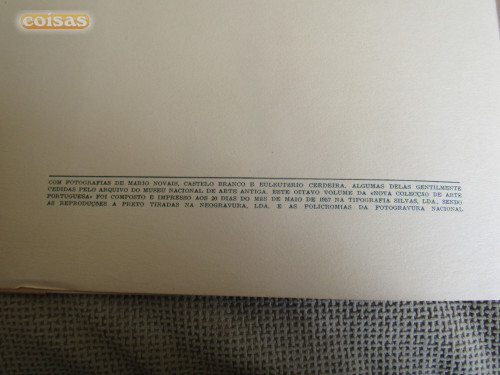 coisas
COM FOTOGRAFIAS DE MARIO NOVAIS, CASTELO BRANCO E EULEUTÉRIO CERDEIRA, ALGUMAS DELAS GENTILMENTE
CEDIDAS PELO ARQUIVO DO MUSEU NACIONAL DE ARTE ANTIGA, ESTE OITAVO VOLUME DA «NOVA COLECÇÃO DE ARTE
PORTUGUESA» FOI COMPOSTO E IMPRESSO AOS 20 DIAS DO MÊS DE MAIO DE 1957 NA TIPOGRAFIA SILVAS, LDA., SENDO
AS REPRODUÇÕES A PRETO TIRADAS NA NEOGRAVURA, LDA. E AS POLICROMIAS DA FOTOGRAVURA NACIONAL